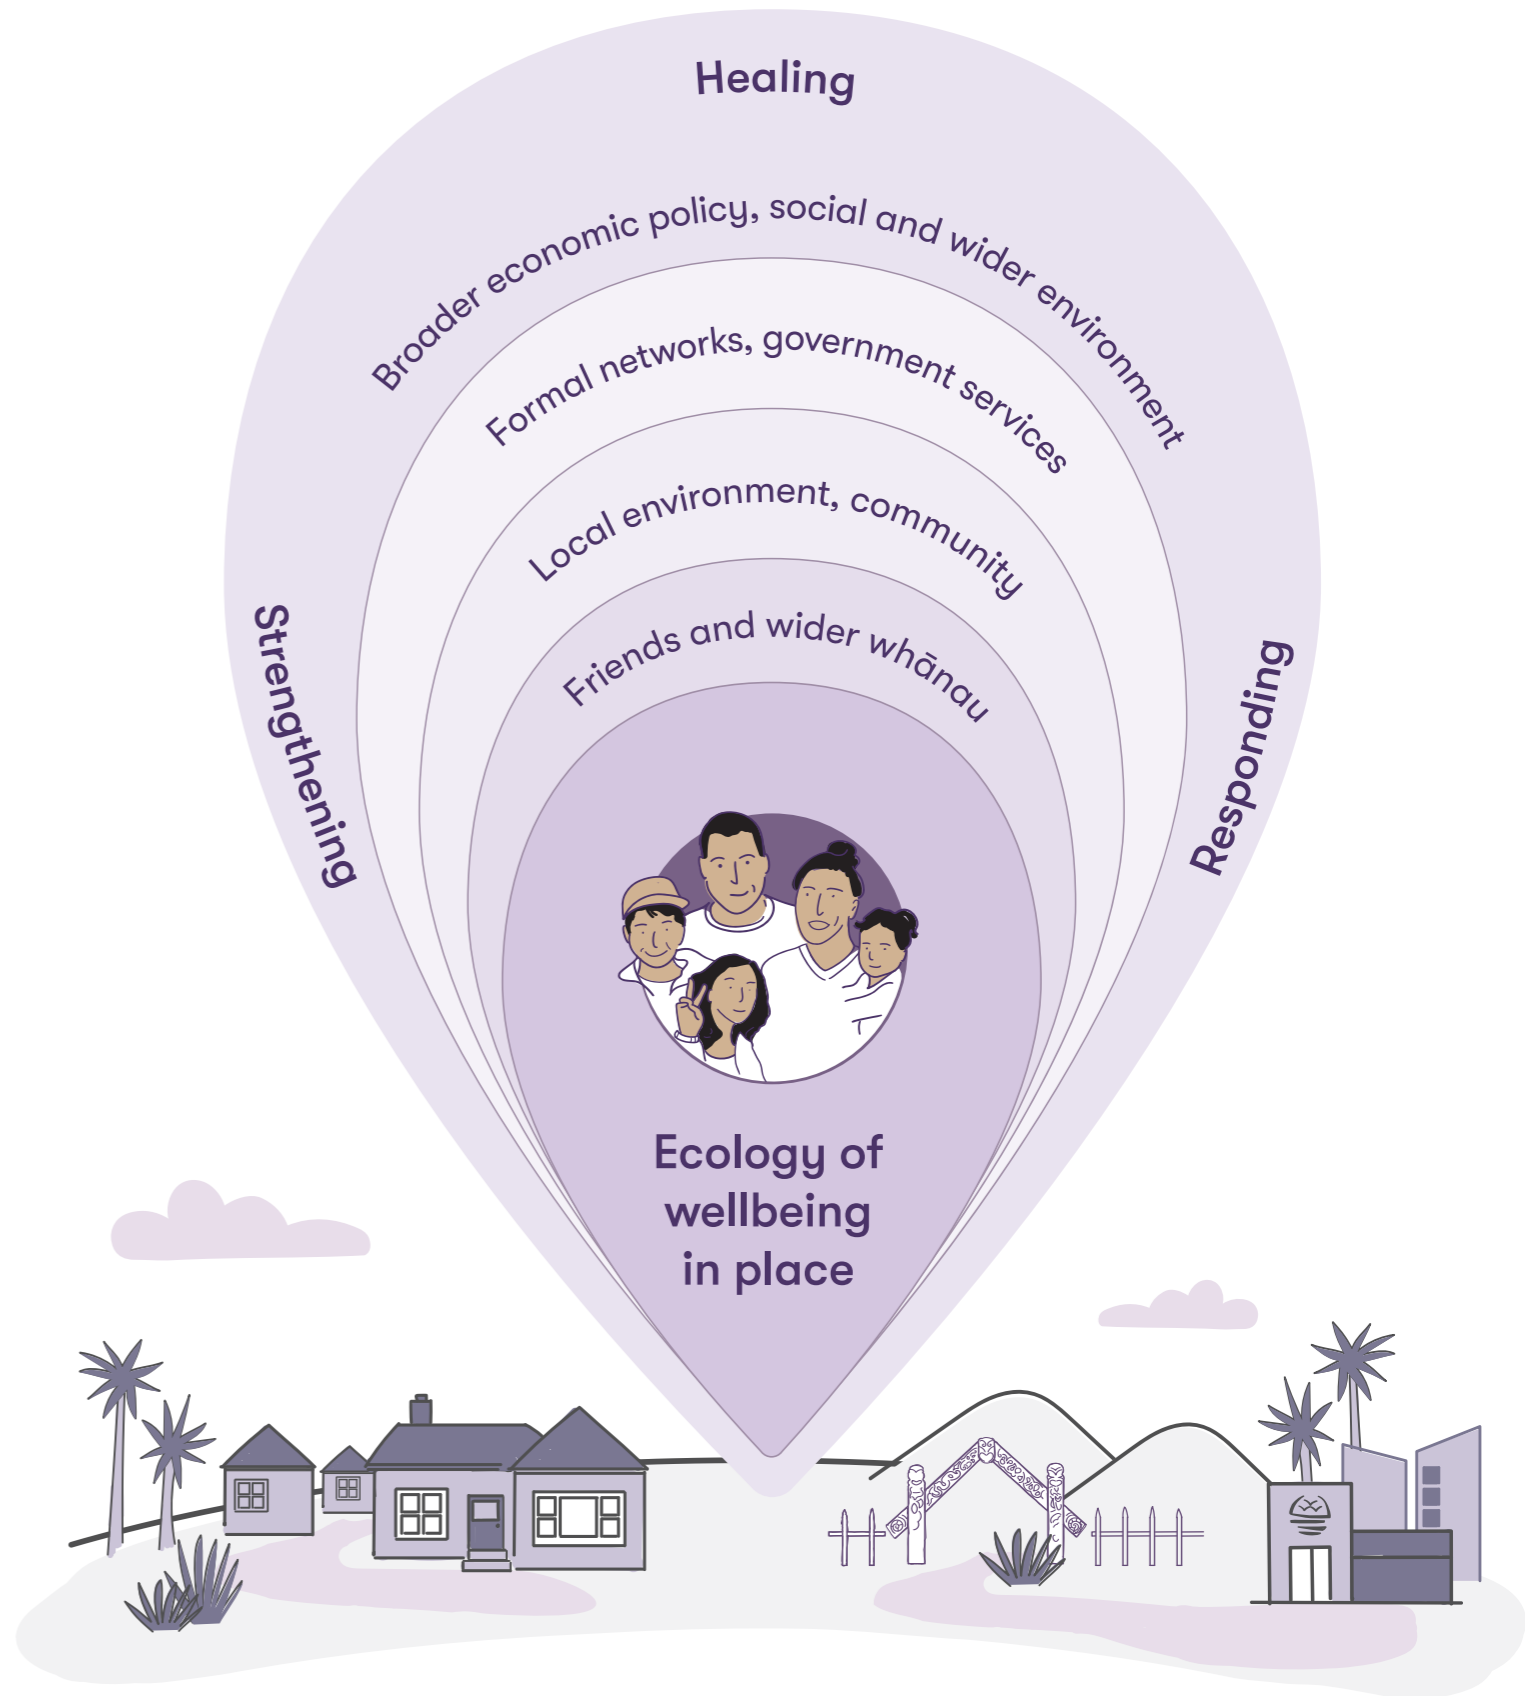 Healing
Broader economic policy, social and wider environment
Formal networks, government services
Local environment, community
Friends and wider whānau
Strengthening
Responding
Ecology of
wellbeing
in place